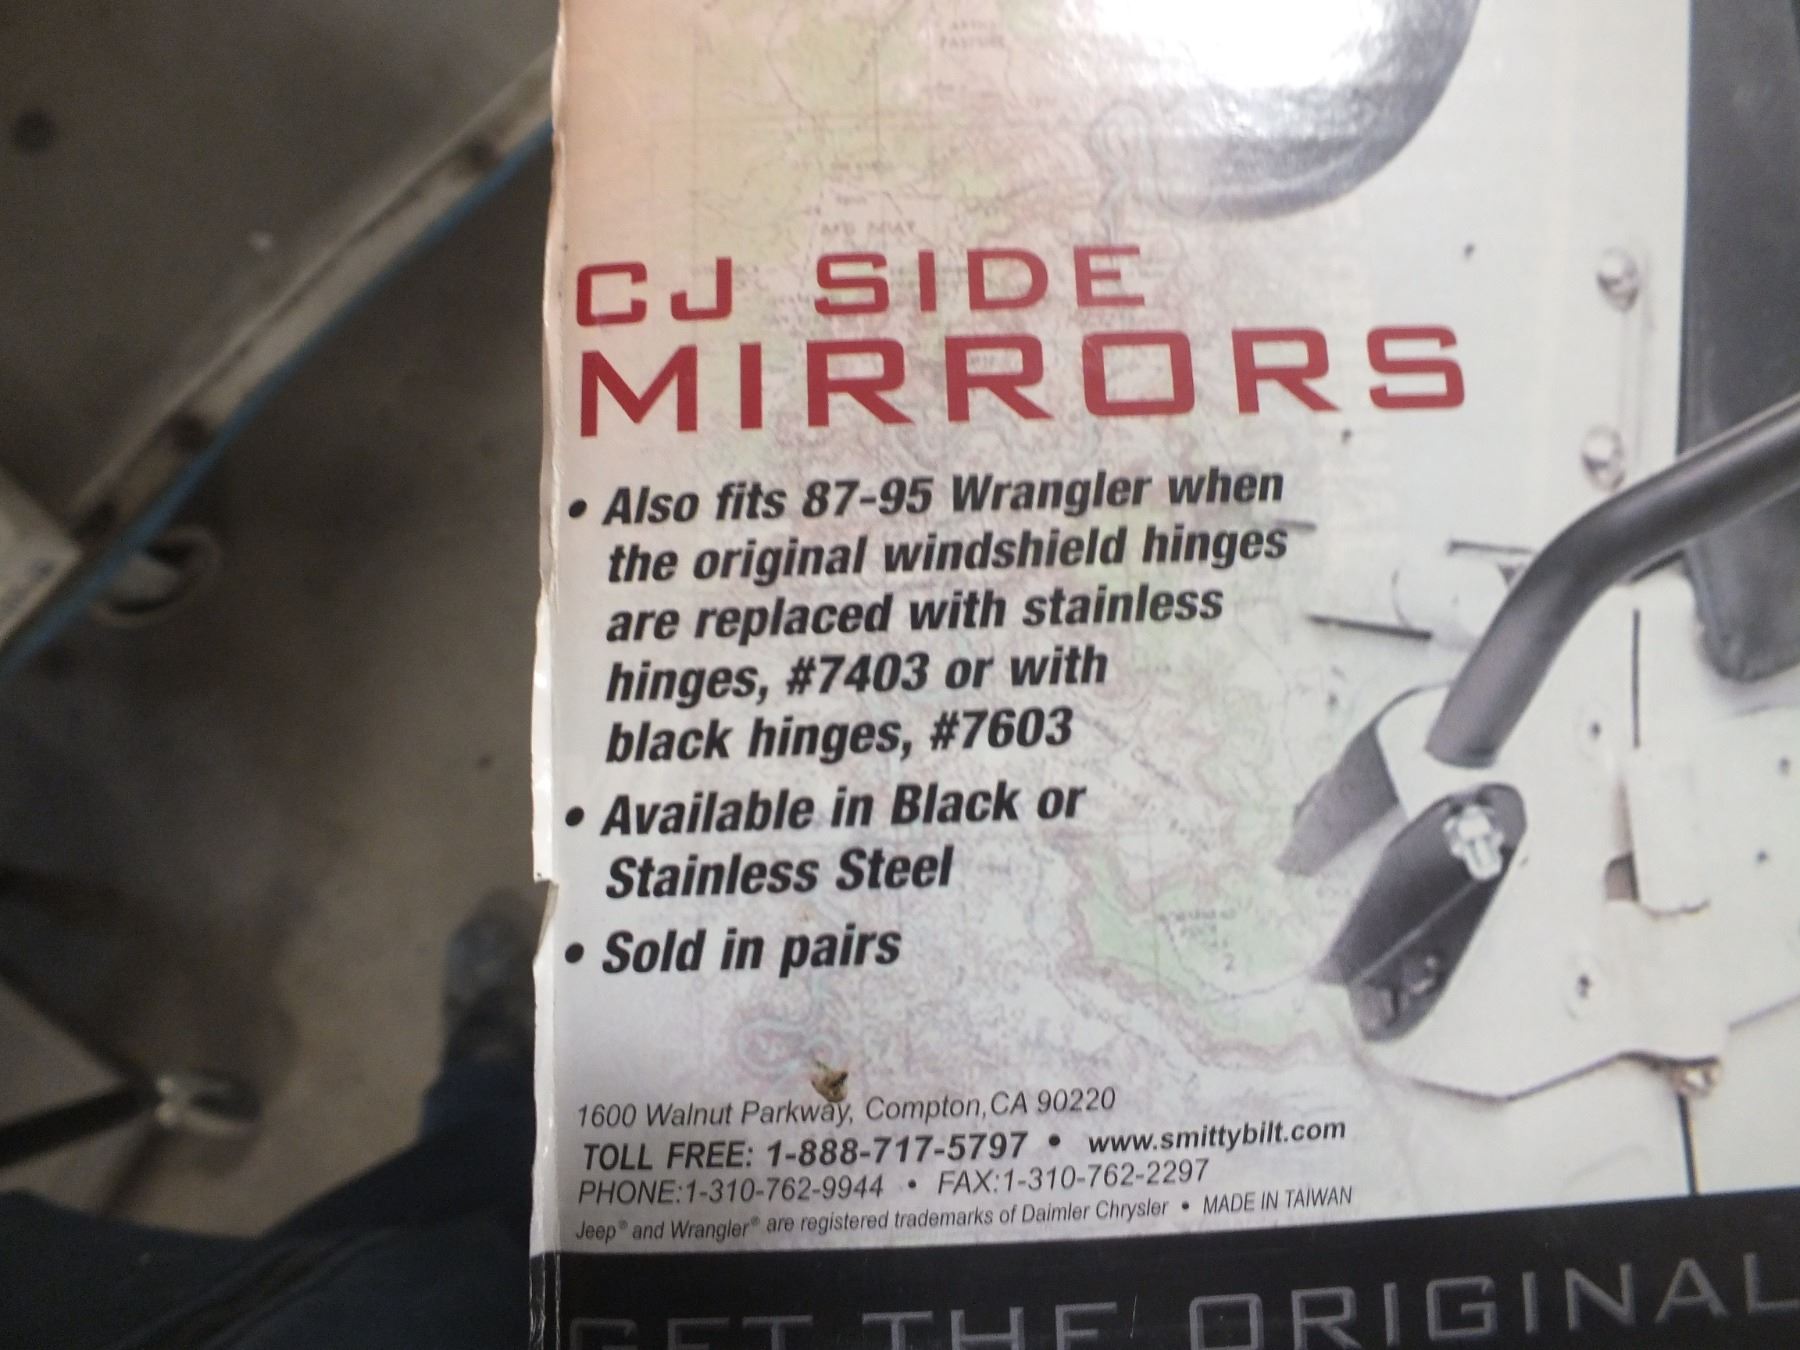 CJ SIDE
MIRRORS
• Also fits 87-95 Wrangler when
the original windshield hinges
are replaced with stainless
hinges, #7403 or with
black hinges, #7603
• Available in Black or
Stainless Steel
• Sold in pairs
1600 Walnut Parkway, Compton, CA 90220
TOLL FREE: 1-888-717-5797 • www.smittybilt.com
PHONE:1-310-762-9944 • FAX:1-310-762-2297
Jeep® and Wrangler® are registered trademarks of Daimler Chrysler • MADE IN TAIWAN
GET THE ORIGINAL